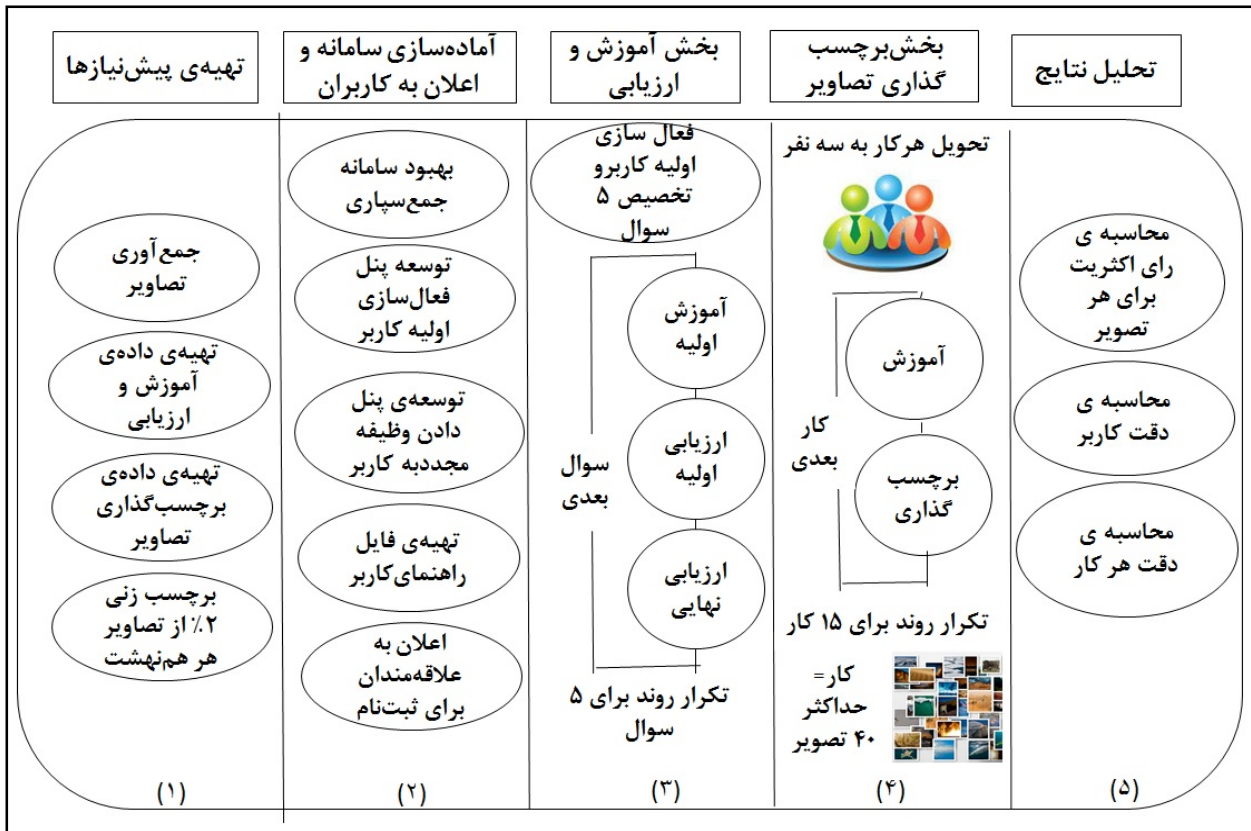 تهیه‌ی پیش‌نیازها
جمع‌آوری
تصاویر
تهیه‌ی داده‌ی
آموزش و
ارزیابی
تهیه‌ی داده‌ی
برچسب‌گذاری
تصاویر
برچسب زنی
۲٪ از تصاویر
هر هم‌نهشت
(۱)
آماده‌سازی سامانه و
اعلان به کاربران
بهبود سامانه
جمع‌سپاری
توسعه پنل
فعال‌سازی
اولیه کاربر
توسعه‌ی پنل
دادن وظیفه
مجددبه کاربر
تهیه‌ی فایل
راهنمای‌کاربر
اعلان به
علاقه‌مندان
برای ثبت‌نام
(۲)
بخش آموزش و
ارزیابی
فعال سازی
اولیه کاربرو
تخصیص ۵
سوال
آموزش
اولیه
ارزیابی
اولیه
ارزیابی
نهایی
سوال
بعدی
تکرار روند برای ۵
سوال
(۳)
بخش‌برچسب
گذاری تصاویر
تحویل هرکار به سه نفر
آموزش
برچسب
گذاری
کار
بعدی
تکرار روند برای ۱۵ کار
کار=
حداکثر
۴۰ تصویر
(۴)
تحلیل نتایج
محاسبه ی
رای اکثریت
برای هر
تصویر
محاسبه ی
دقت کاربر
محاسبه ی
دقت هر کار
(۵)